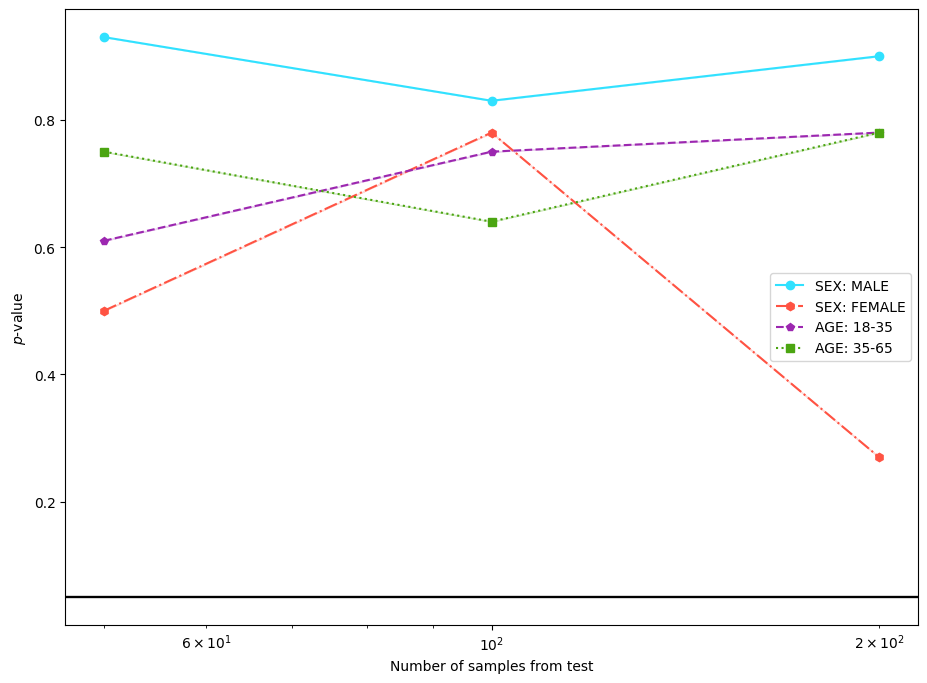 0.8
0.6
0.4
0.2
p-value
6 × 10¹
10²
2 × 10²
Number of samples from test
SEX: MALE
SEX: FEMALE
AGE: 18-35
AGE: 35-65